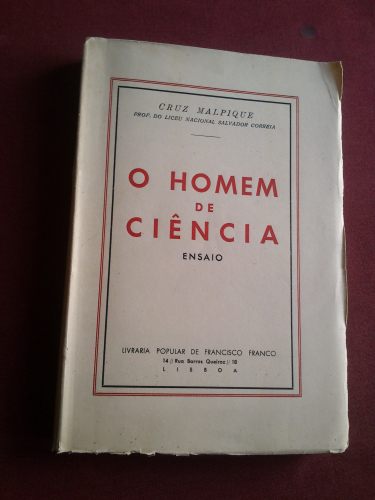 CRUZ MALPIQUE
PROF. DO LICEU NACIONAL SALVADOR CORREIA
O HOMEM
DE
CIÊNCIA
ENSAIO
LIVRARIA POPULAR DE FRANCISCO FRANCO
14 // Rua Barros Queiroz // 18
LISBOA